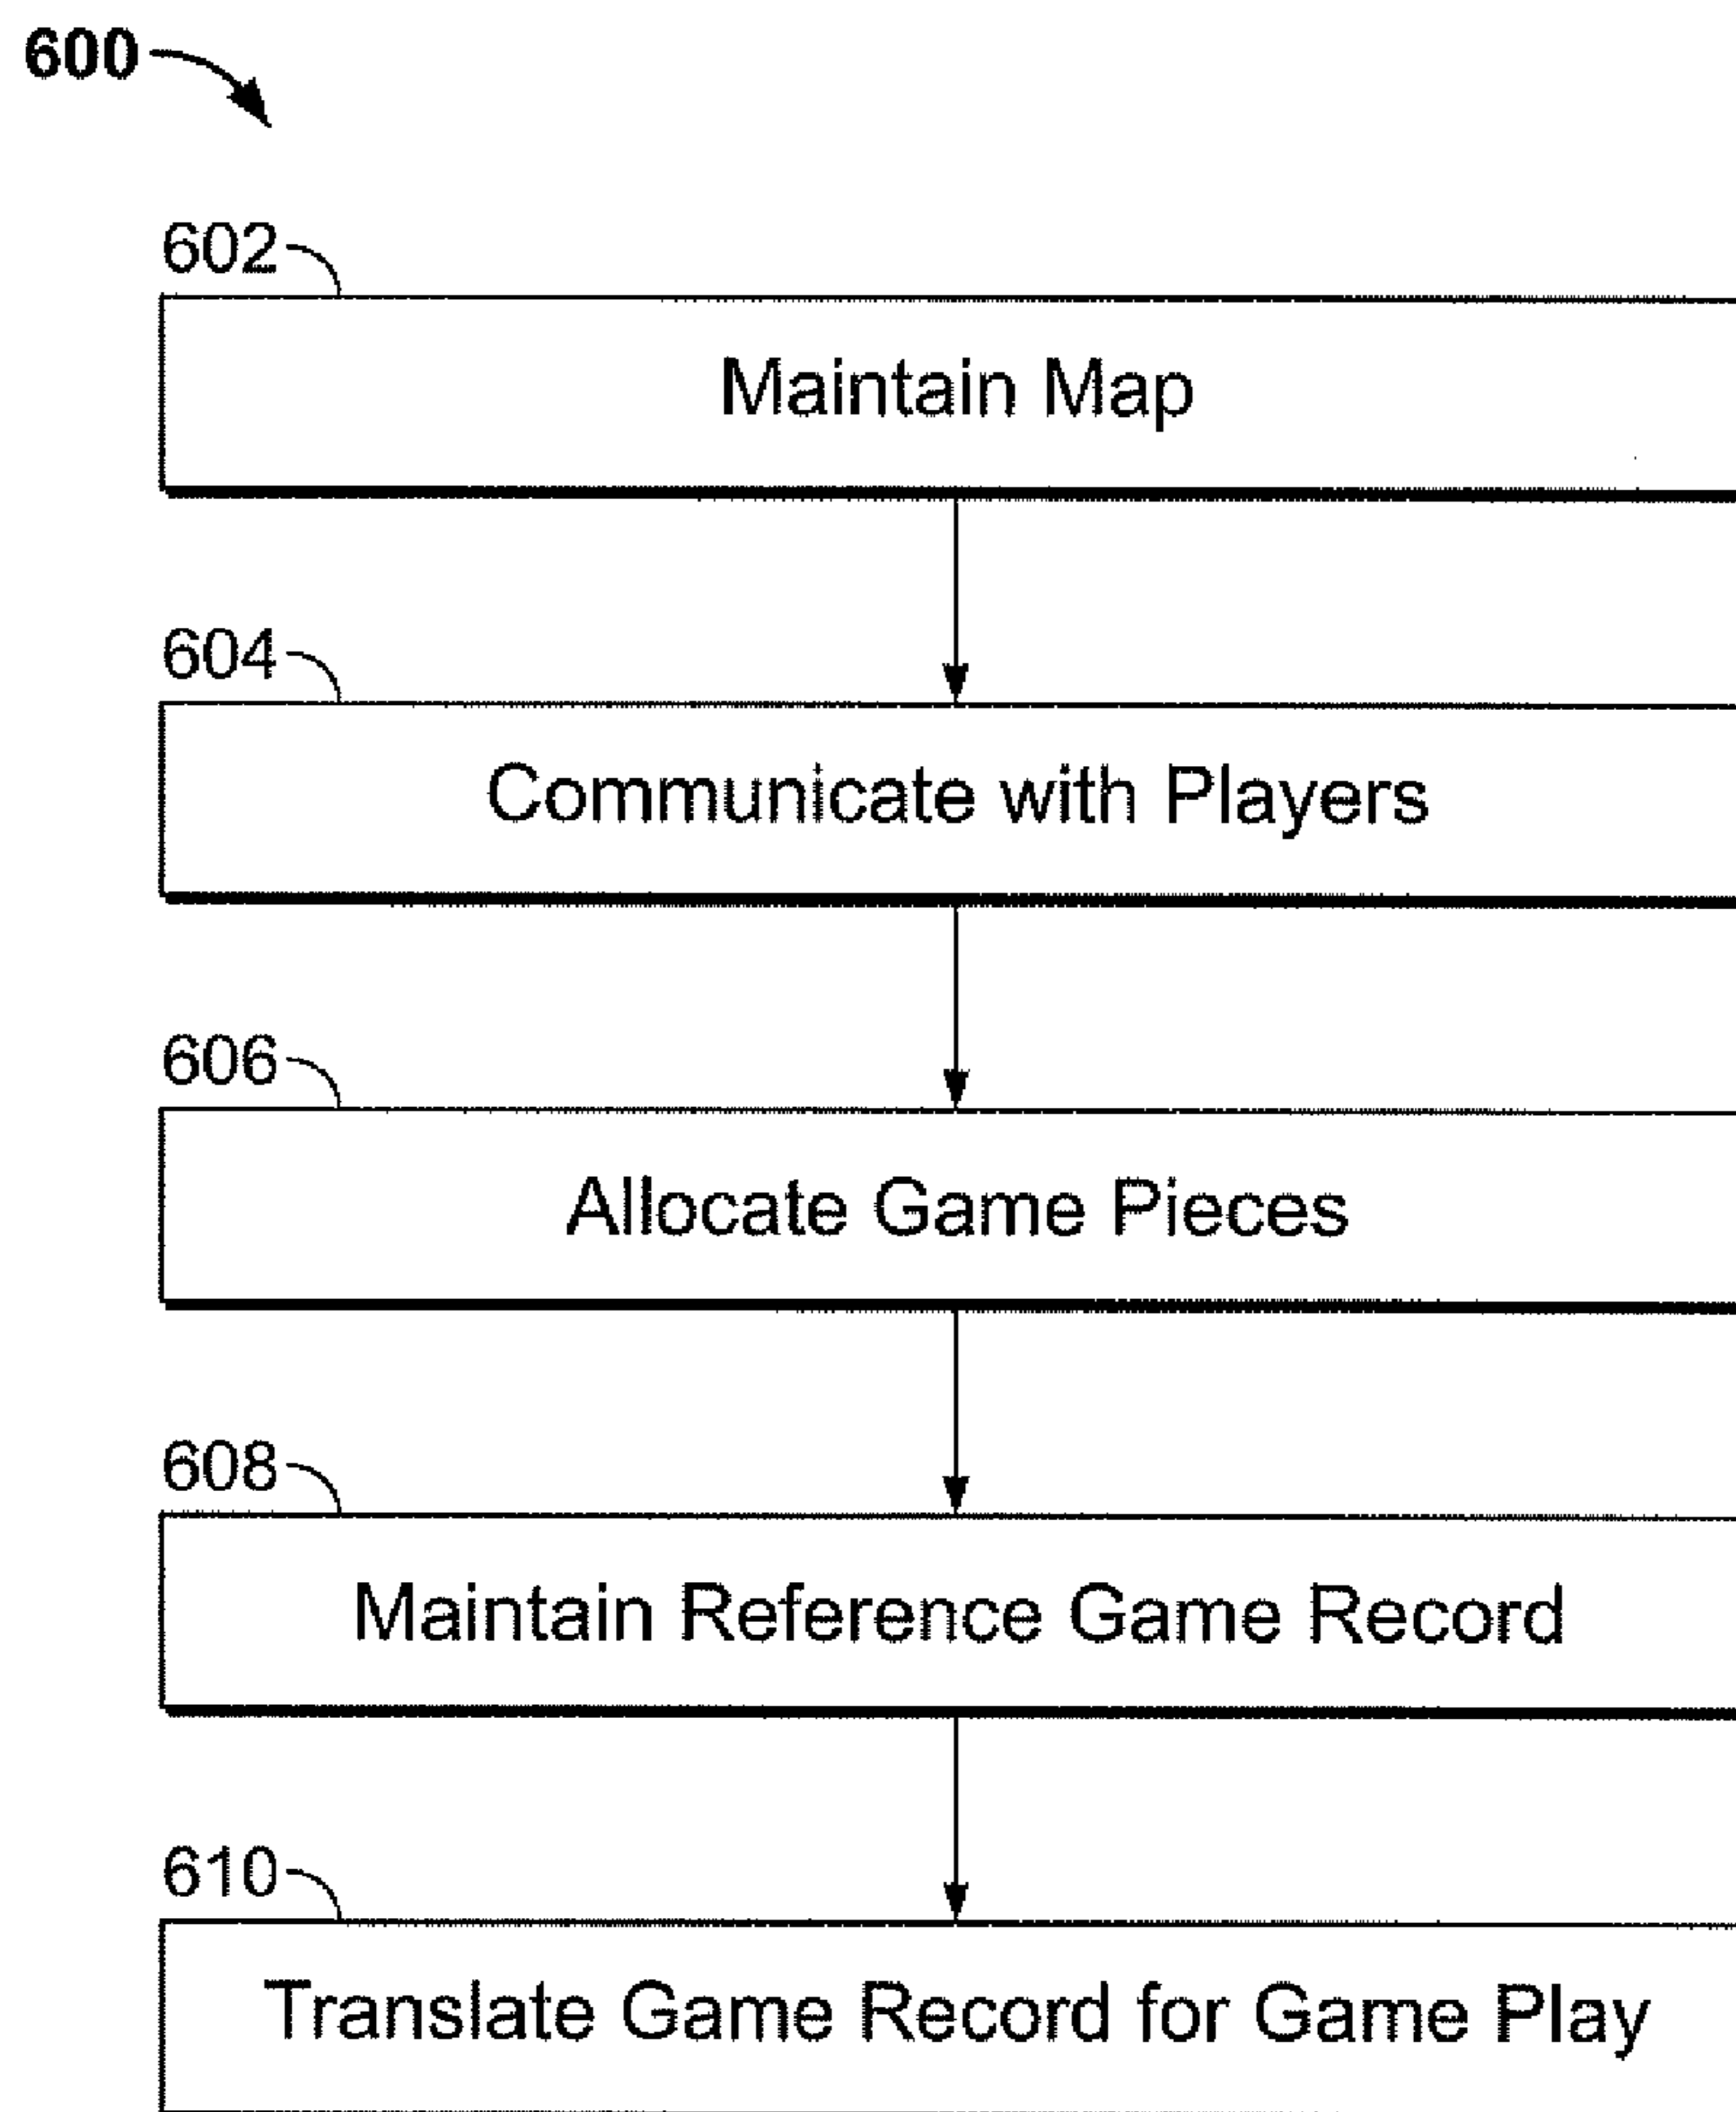 600
602
Maintain Map
604
Communicate with Players
606
Allocate Game Pieces
608
Maintain Reference Game Record
610
Translate Game Record for Game Play